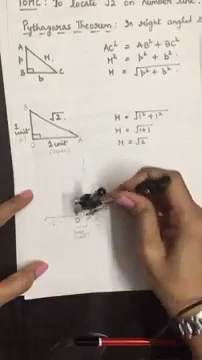 TOPIC: To locate √2 on number line.
Pythagoras Theorem: In right angled
A
P H
B b C
AC² = AB² + BC²
H² = p² + b²
H = √p² + b²
B
√2
1 unit
O 1 unit A
H = √1² + 1²
H = √1+1
H = √2